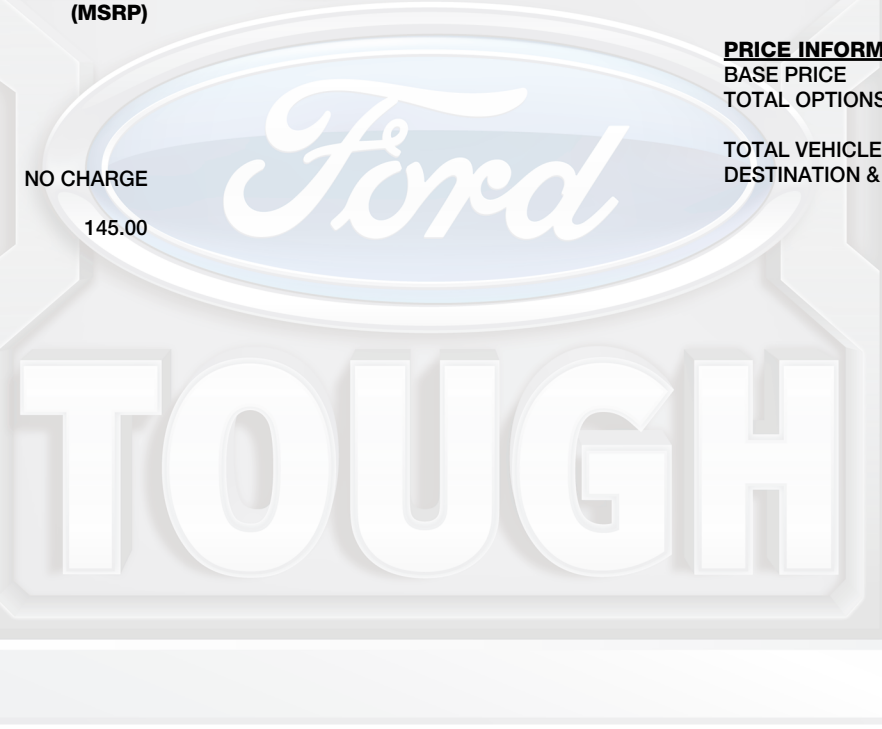 (MSRP)
PRICE INFORM
BASE PRICE
TOTAL OPTIONS
TOTAL VEHICLE
NO CHARGE
DESTINATION &
145.00
Ford
TOUGH